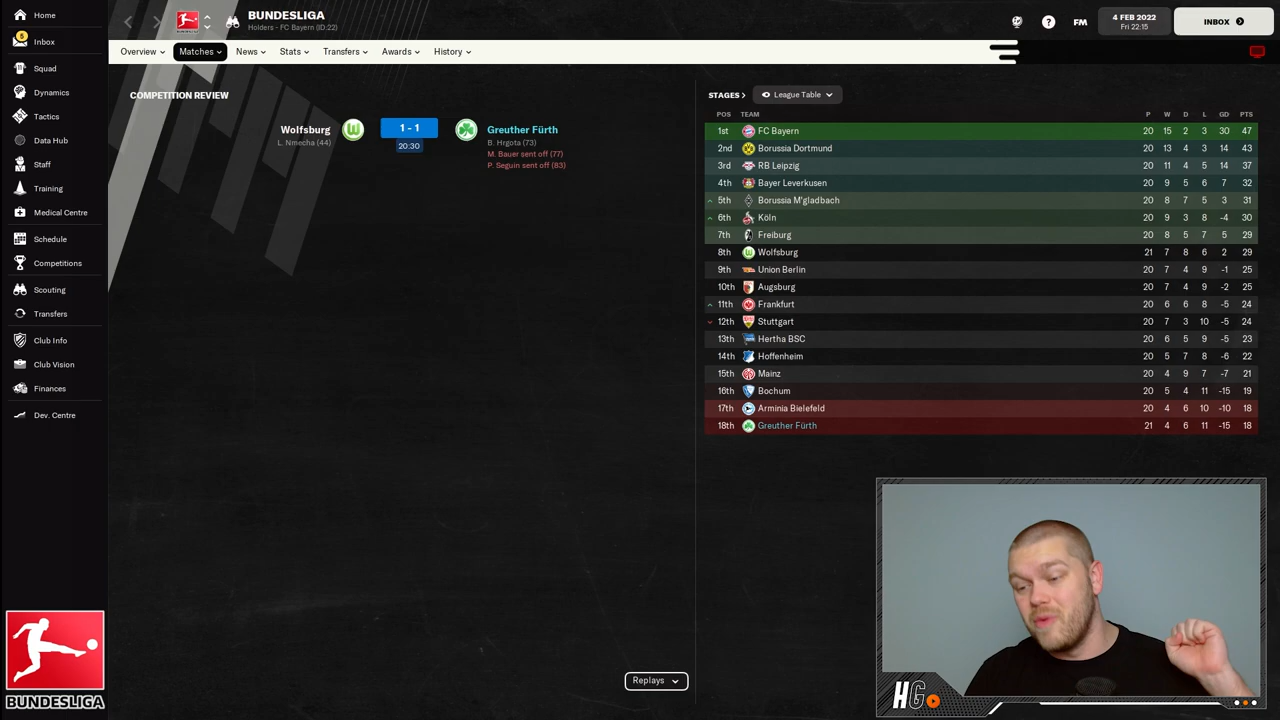 Home
Inbox
5
Squad
Dynamics
Tactics
Data Hub
Staff
Training
Medical Centre
Schedule
Competitions
Scouting
Transfers
Club Info
Club Vision
Finances
Dev. Centre
BUNDESLIGA
BUNDESLIGA
Holders - FC Bayern (ID:22)
FM
4 FEB 2022
Fri 22:15
INBOX
Overview
Matches
News
Stats
Transfers
Awards
History
COMPETITION REVIEW
Wolfsburg 1 - 1 Greuther Fürth
L. Nmecha (44) 20:30 B. Hrgota (73)
M. Bauer sent off (77)
P. Seguin sent off (83)
Replays
STAGES League Table
POS TEAM P W D L GD PTS
1st FC Bayern 20 15 2 3 30 47
2nd Borussia Dortmund 20 13 4 3 14 43
3rd RB Leipzig 20 11 4 5 14 37
4th Bayer Leverkusen 20 9 5 6 7 32
5th Borussia M'gladbach 20 8 7 5 3 31
6th Köln 20 9 3 8 -4 30
7th Freiburg 20 8 5 7 5 29
8th Wolfsburg 21 7 8 6 2 29
9th Union Berlin 20 7 4 9 -1 25
10th Augsburg 20 7 4 9 -2 25
11th Frankfurt 20 6 6 8 -5 24
12th Stuttgart 20 7 3 10 -5 24
13th Hertha BSC 20 6 5 9 -5 23
14th Hoffenheim 20 5 7 8 -6 22
15th Mainz 20 4 9 7 -7 21
16th Bochum 20 5 4 11 -15 19
17th Arminia Bielefeld 20 4 6 10 -10 18
18th Greuther Fürth 21 4 6 11 -15 18
HG